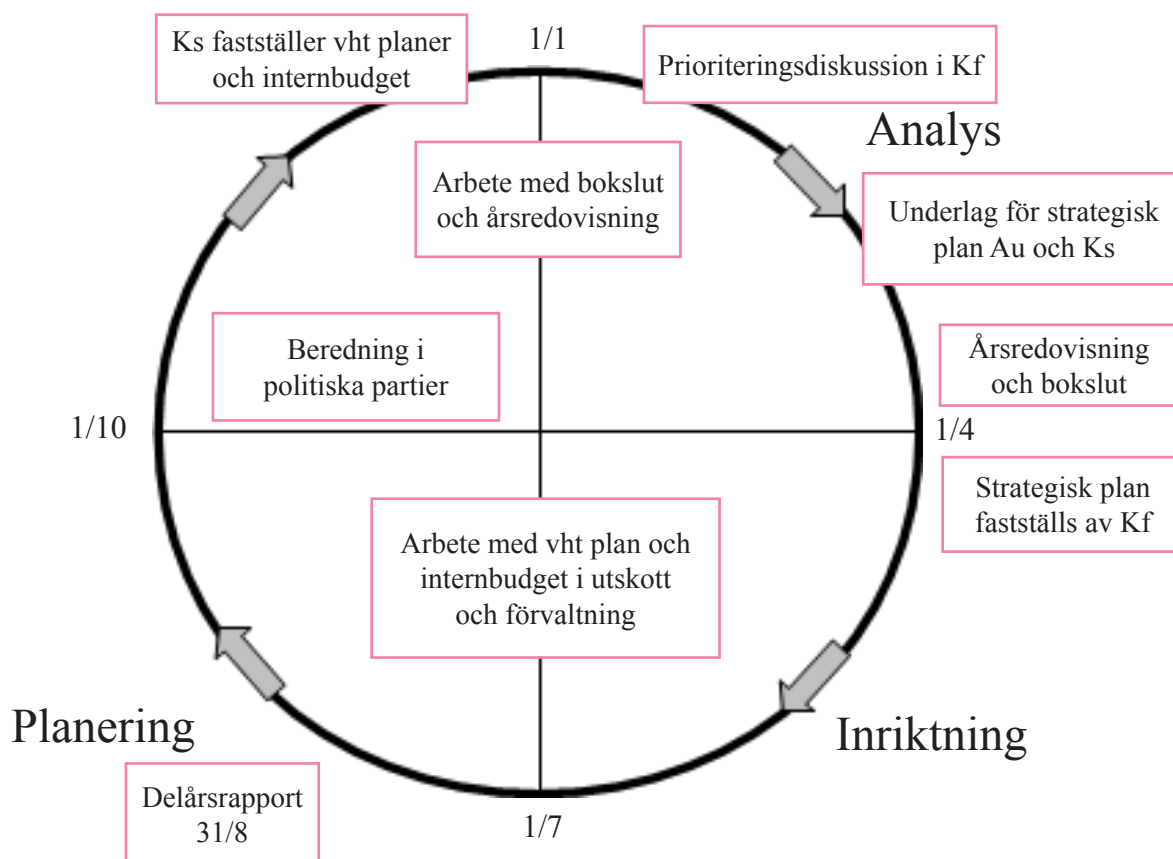 Ks fastställer vht planer
och internbudget
1/1
Prioriteringsdiskussion i Kf
Analys
Arbete med bokslut
och årsredovisning
Underlag för strategisk
plan Au och Ks
Beredning i
politiska partier
Årsredovisning
och bokslut
1/10
1/4
Strategisk plan
fastställs av Kf
Arbete med vht plan och
internbudget i utskott
och förvaltning
Planering
Inriktning
Delårsrapport
31/8
1/7